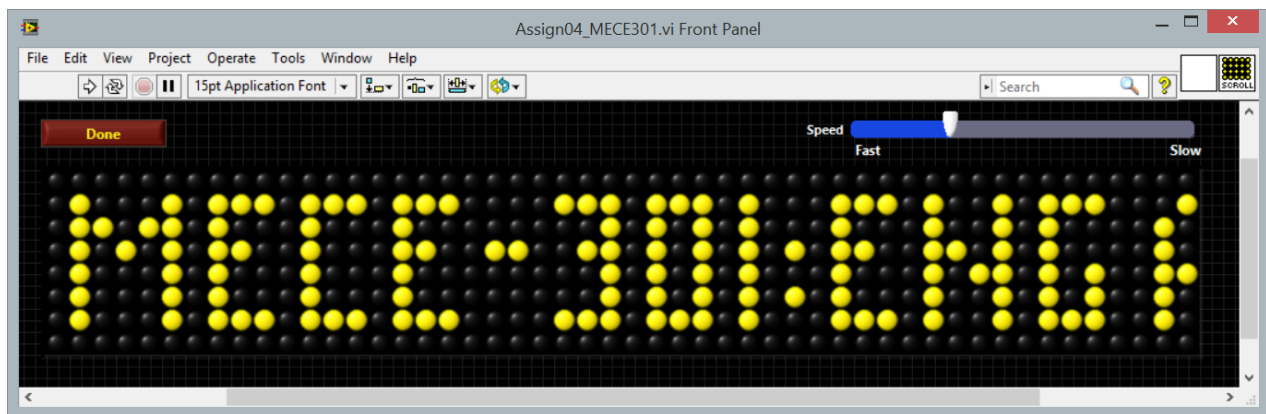 Assign04_MECE301.vi Front Panel
File Edit View Project Operate Tools Window Help
15pt Application Font
Search
SCROLL
Done
Speed
Fast
Slow
MECE-301:ENG